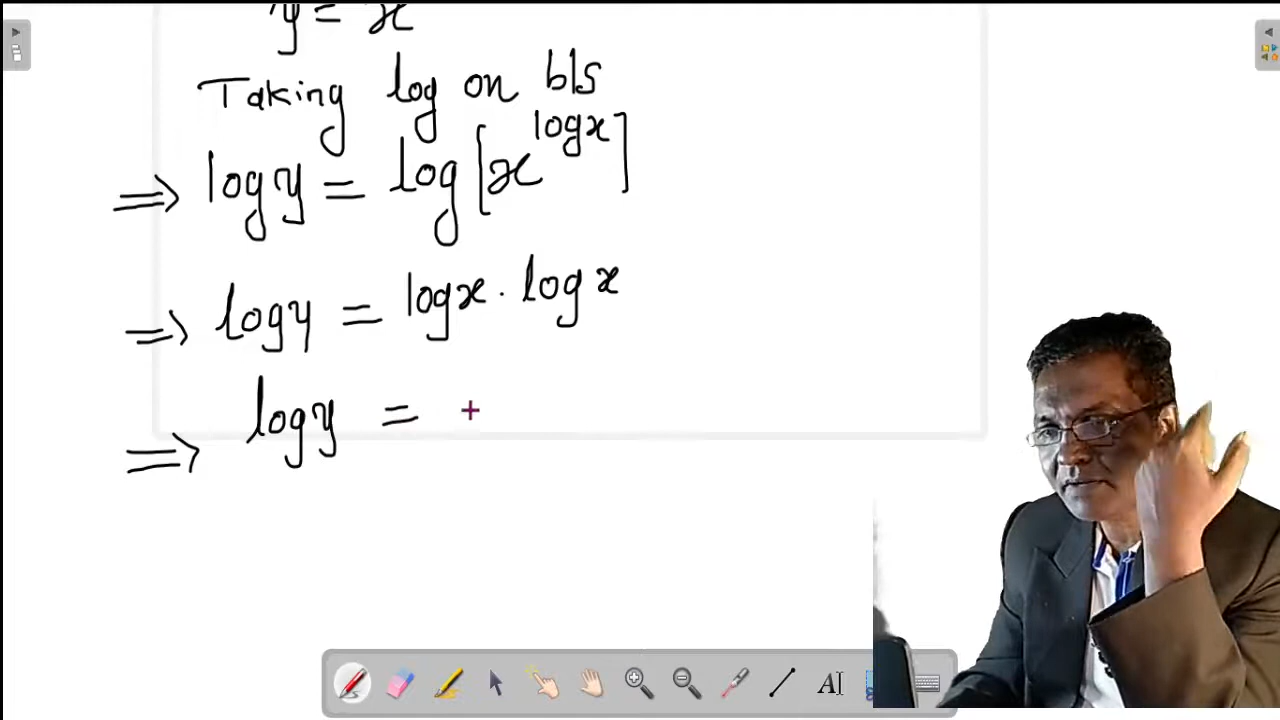 y = x
Taking log on b/s
⟹ log y = log [x^{log x}]
⟹ log y = log x · log x
⟹ log y =
AI